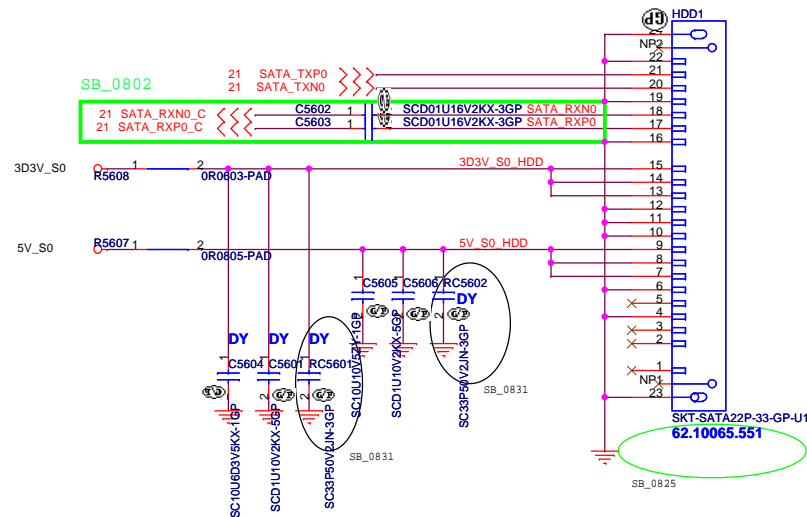 HDD1
GP
24
NP2
22
21 SATA_TXP0 21
SB_0802
21 SATA_TXN0 20
19
21 SATA_RXN0_C C5602 1 SCD01U16V2KX-3GP SATA_RXN0 18
21 SATA_RXP0_C C5603 1 SCD01U16V2KX-3GP SATA_RXP0 17
16
3D3V_S0 1 2 3D3V_S0_HDD 15
R5608 0R0603-PAD 14
13
12
11
10
5V_S0 R5607 1 2 5V_S0_HDD 9
0R0805-PAD 8
7
C5605 C5606 RC5602 6
DY 5
4
3
2
SC10U10V5ZY-1GP
SCD1U10V2KX-5GP
SC33P50V2JN-3GP
DY DY DY
C5604 C5601 RC5601 1
SB_0831
NP1
23
SC10U6D3V5KX-1GP
SCD1U10V2KX-5GP
SC33P50V2JN-3GP
SKT-SATA22P-33-GP-U1
62.10065.551
SB_0831
SB_0825